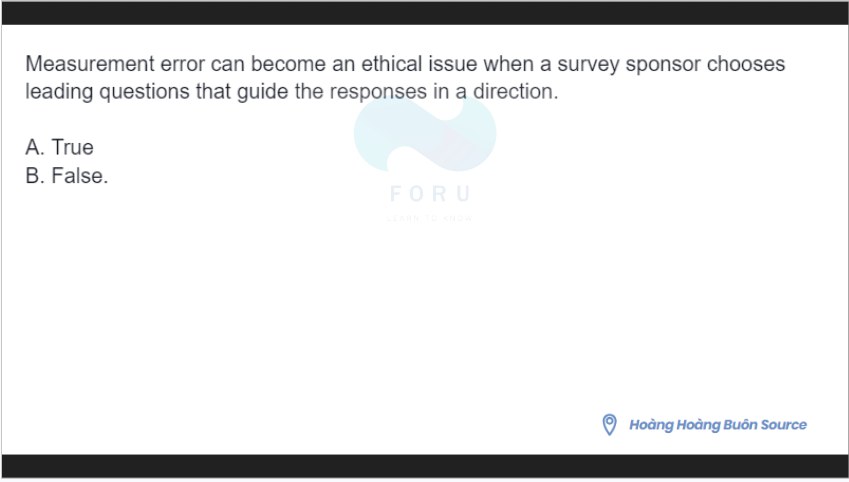 Measurement error can become an ethical issue when a survey sponsor chooses
leading questions that guide the responses in a direction.
A. True
B. False.
FORU
Hoàng Hoàng Buôn Source